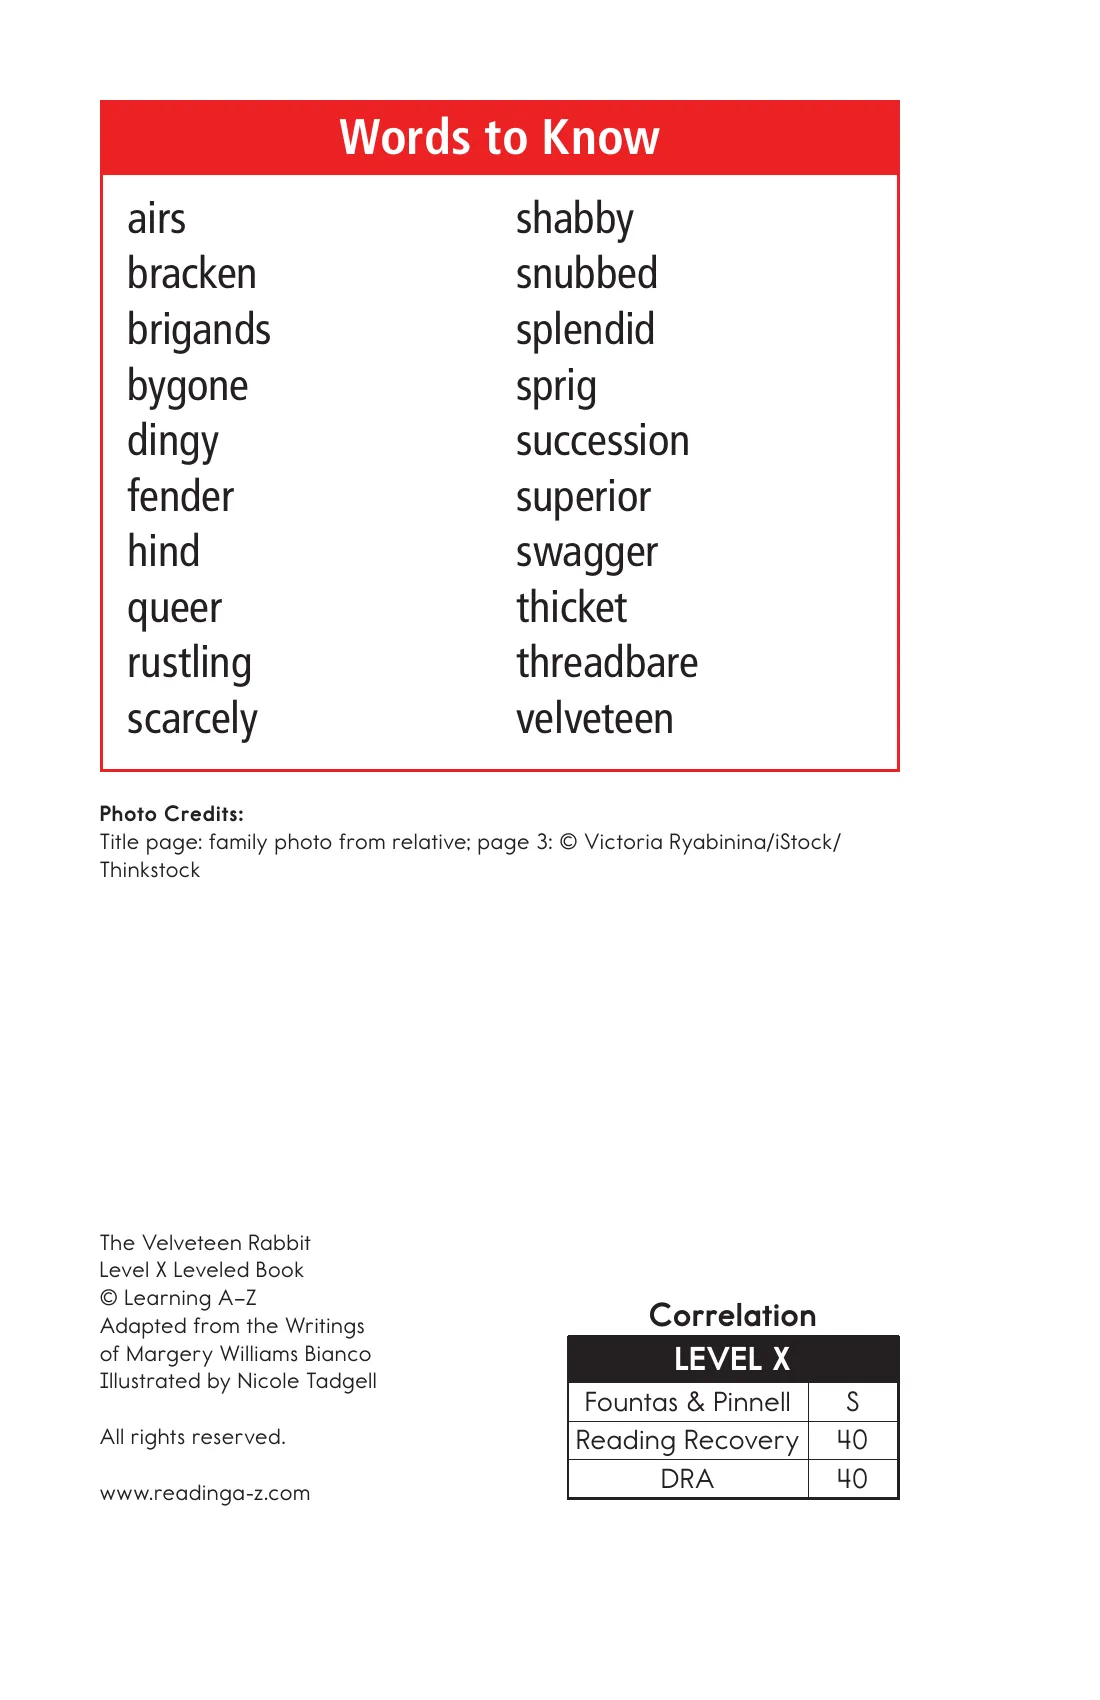 Words to Know
airs
bracken
brigands
bygone
dingy
fender
hind
queer
rustling
scarcely
shabby
snubbed
splendid
sprig
succession
superior
swagger
thicket
threadbare
velveteen
Photo Credits:
Title page: family photo from relative; page 3: © Victoria Ryabinina/iStock/
Thinkstock
The Velveteen Rabbit
Level X Leveled Book
© Learning A–Z
Adapted from the Writings
of Margery Williams Bianco
Illustrated by Nicole Tadgell
All rights reserved.
www.readinga-z.com
Correlation
LEVEL X
Fountas & Pinnell S
Reading Recovery 40
DRA 40